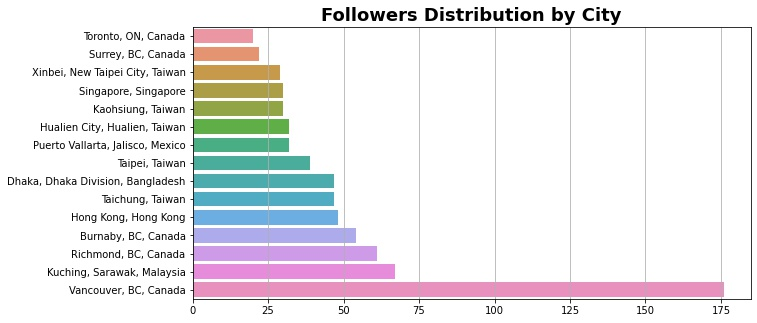 Followers Distribution by City
Toronto, ON, Canada
Surrey, BC, Canada
Xinbei, New Taipei City, Taiwan
Singapore, Singapore
Kaohsiung, Taiwan
Hualien City, Hualien, Taiwan
Puerto Vallarta, Jalisco, Mexico
Taipei, Taiwan
Dhaka, Dhaka Division, Bangladesh
Taichung, Taiwan
Hong Kong, Hong Kong
Burnaby, BC, Canada
Richmond, BC, Canada
Kuching, Sarawak, Malaysia
Vancouver, BC, Canada
0 25 50 75 100 125 150 175